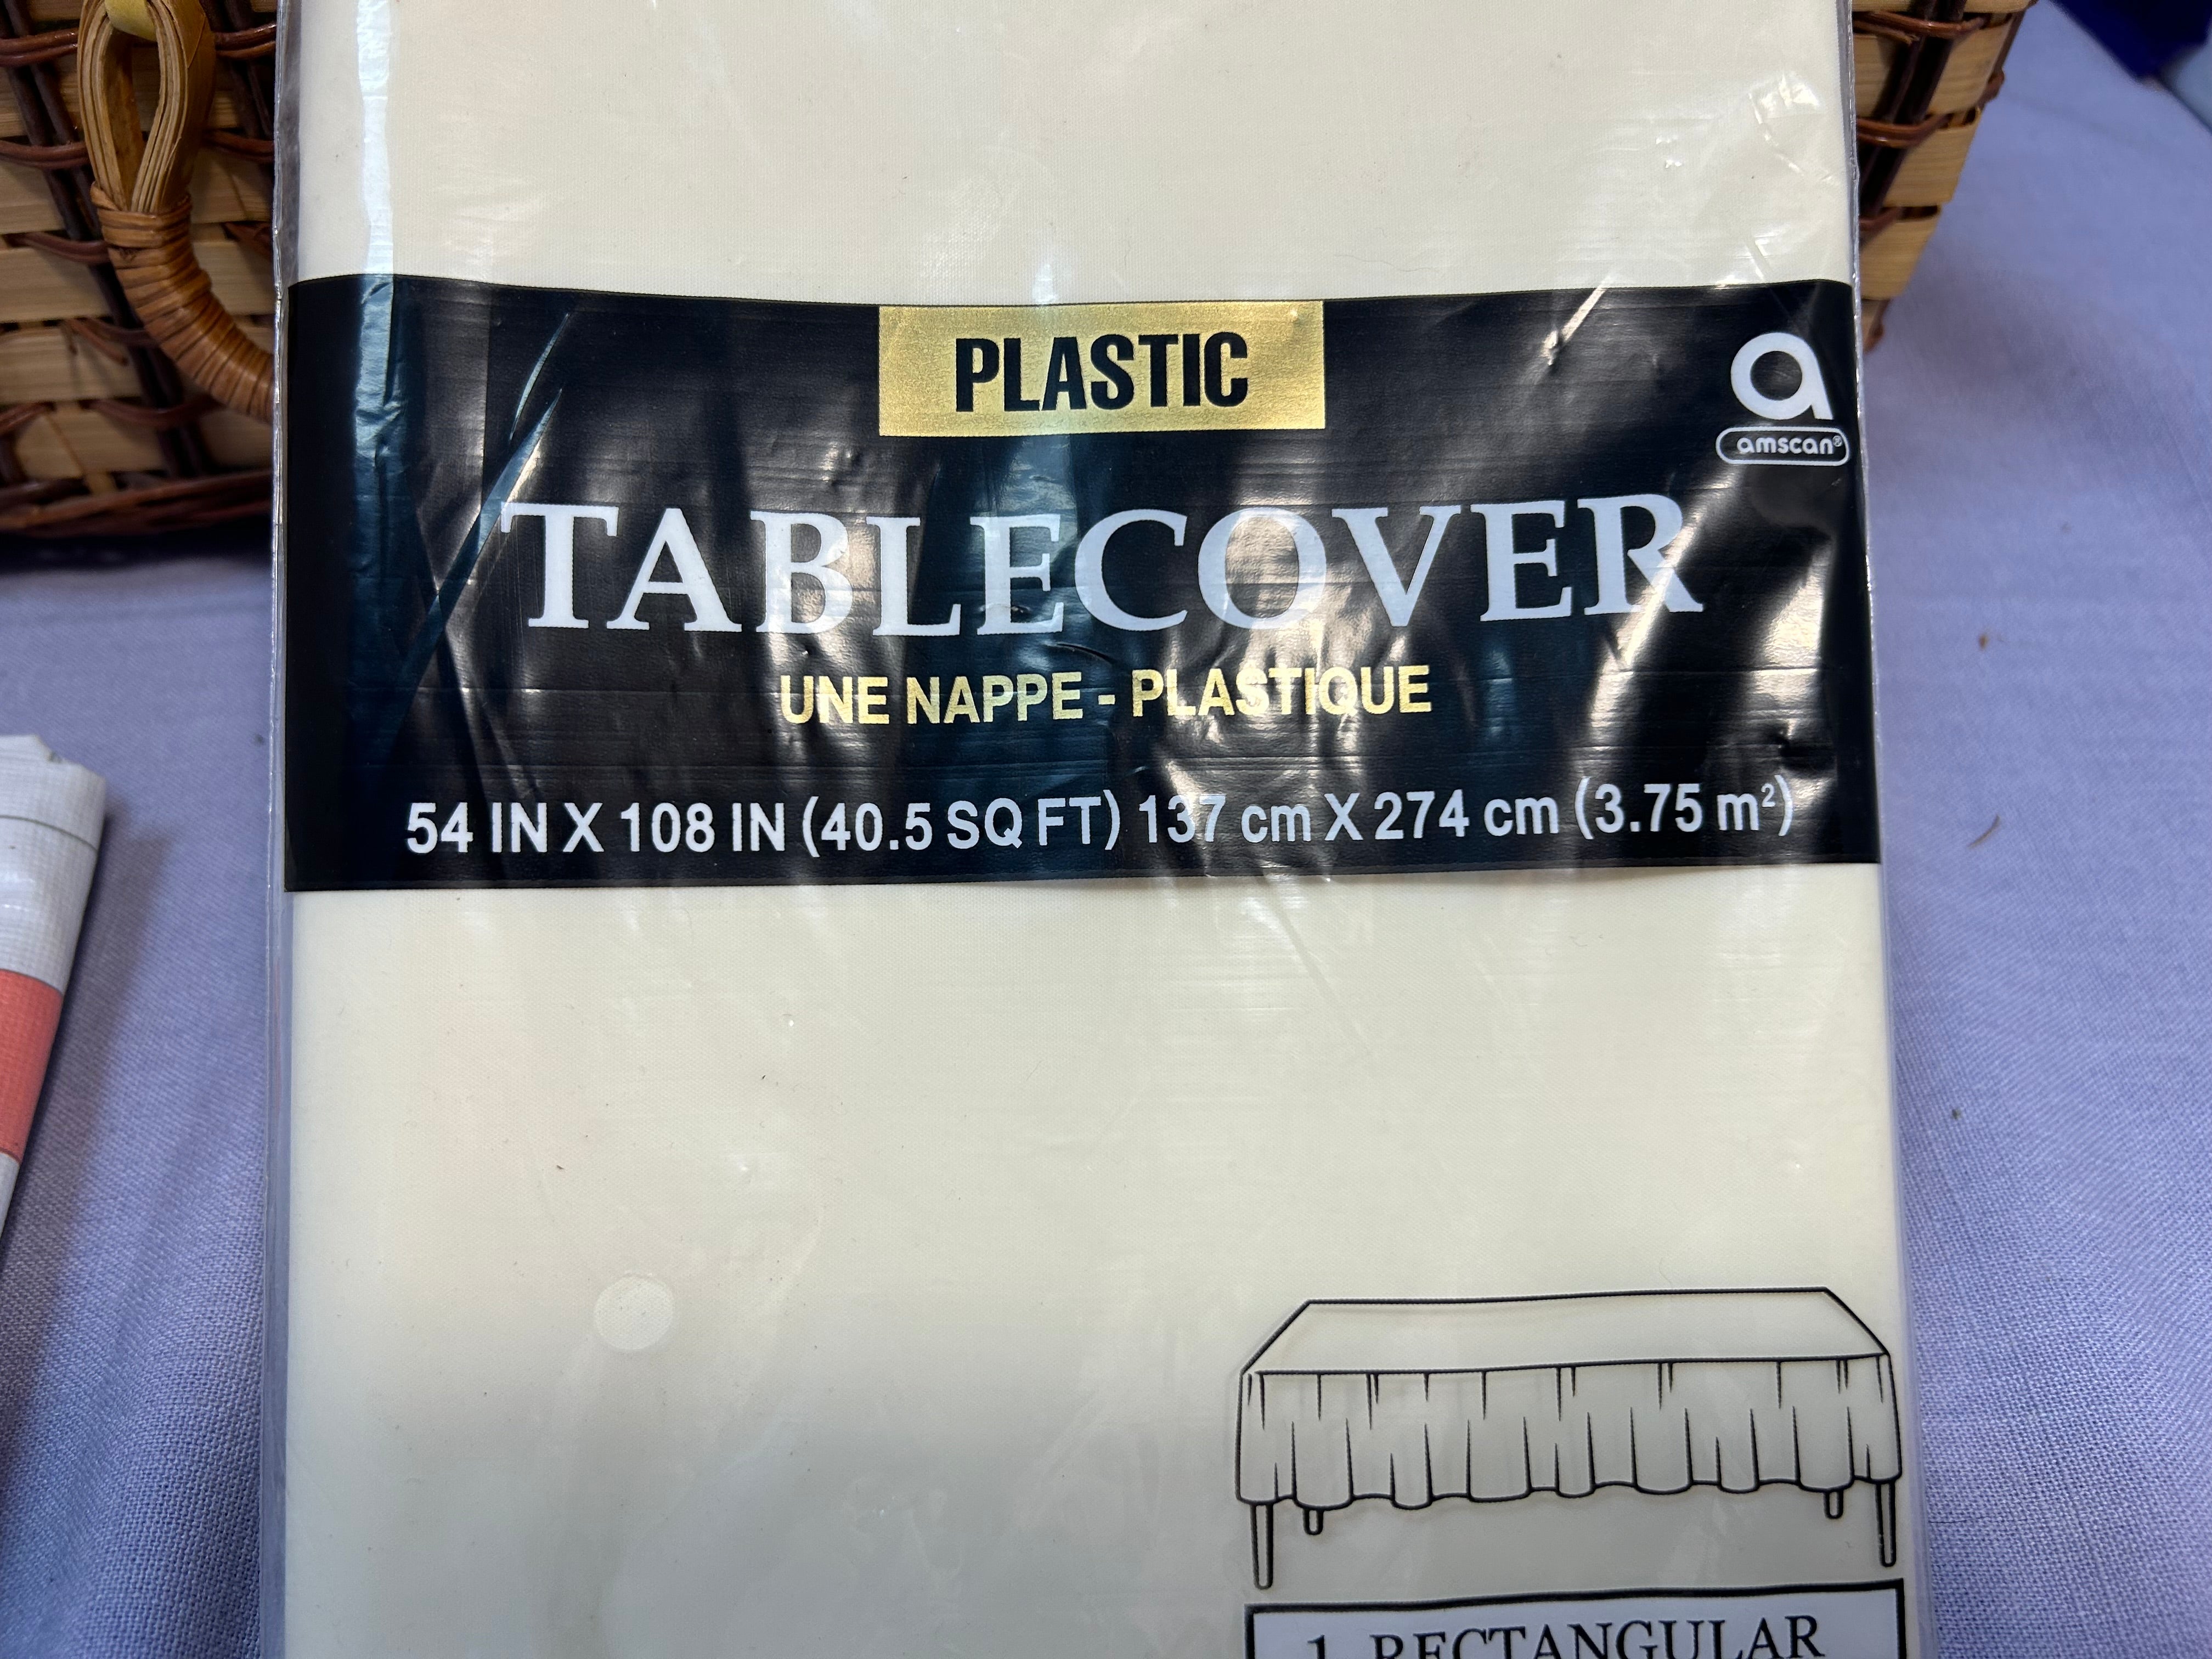 PLASTIC
a
amscan®
TABLECOVER
UNE NAPPE - PLASTIQUE
54 IN X 108 IN (40.5 SQ FT) 137 cm X 274 cm (3.75 m²)
1 RECTANGULAR